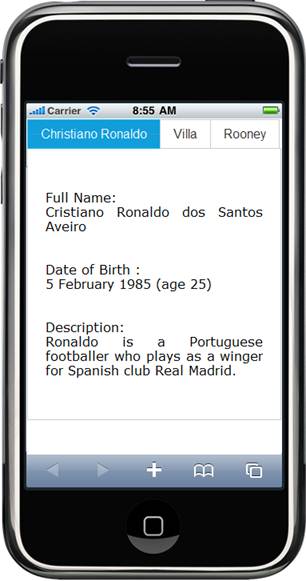 Carrier 8:55 AM
Christiano Ronaldo Villa Rooney
Full Name:
Cristiano Ronaldo dos Santos
Aveiro
Date of Birth :
5 February 1985 (age 25)
Description:
Ronaldo is a Portuguese
footballer who plays as a winger
for Spanish club Real Madrid.